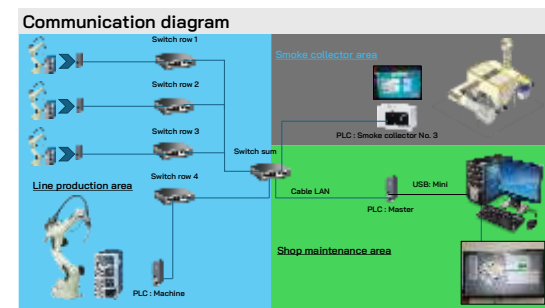 Communication diagram
Switch row 1
Smoke collector area
Switch row 2
PLC : Smoke collector No. 3
Switch row 3
Switch sum
Line production area
Switch row 4
Cable LAN
USB: Mini
PLC : Master
Shop maintenance area
PLC : Machine